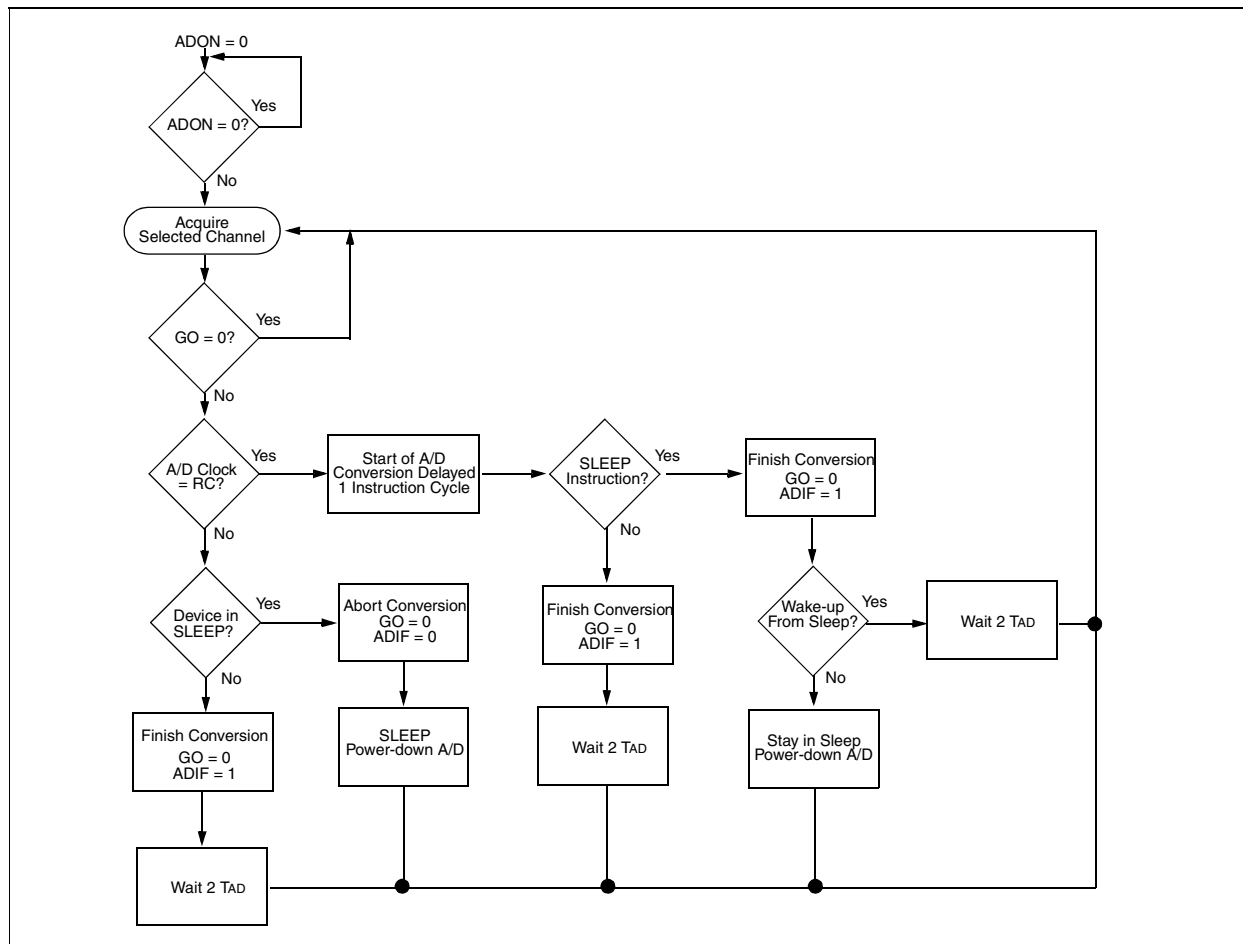 ADON = 0
ADON = 0?
Yes
No
Acquire
Selected Channel
GO = 0?
Yes
No
A/D Clock
= RC?
Yes
No
Start of A/D
Conversion Delayed
1 Instruction Cycle
SLEEP
Instruction?
Yes
No
Finish Conversion
GO = 0
ADIF = 1
Device in
SLEEP?
Yes
No
Abort Conversion
GO = 0
ADIF = 0
Finish Conversion
GO = 0
ADIF = 1
Wake-up
From Sleep?
Yes
No
Wait 2 TAD
Finish Conversion
GO = 0
ADIF = 1
SLEEP
Power-down A/D
Wait 2 TAD
Stay in Sleep
Power-down A/D
Wait 2 TAD